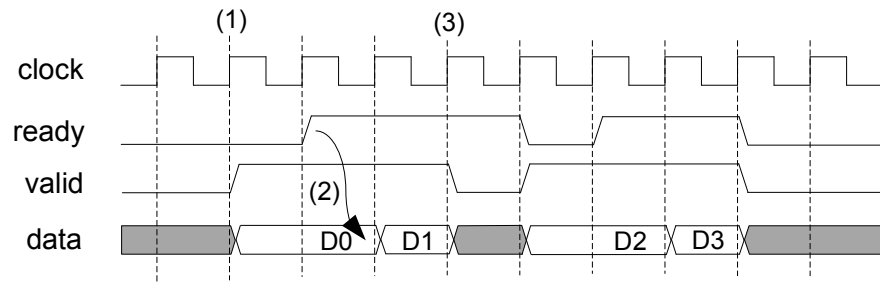 (1) (3)
clock
ready
valid (2)
data D0 D1 D2 D3